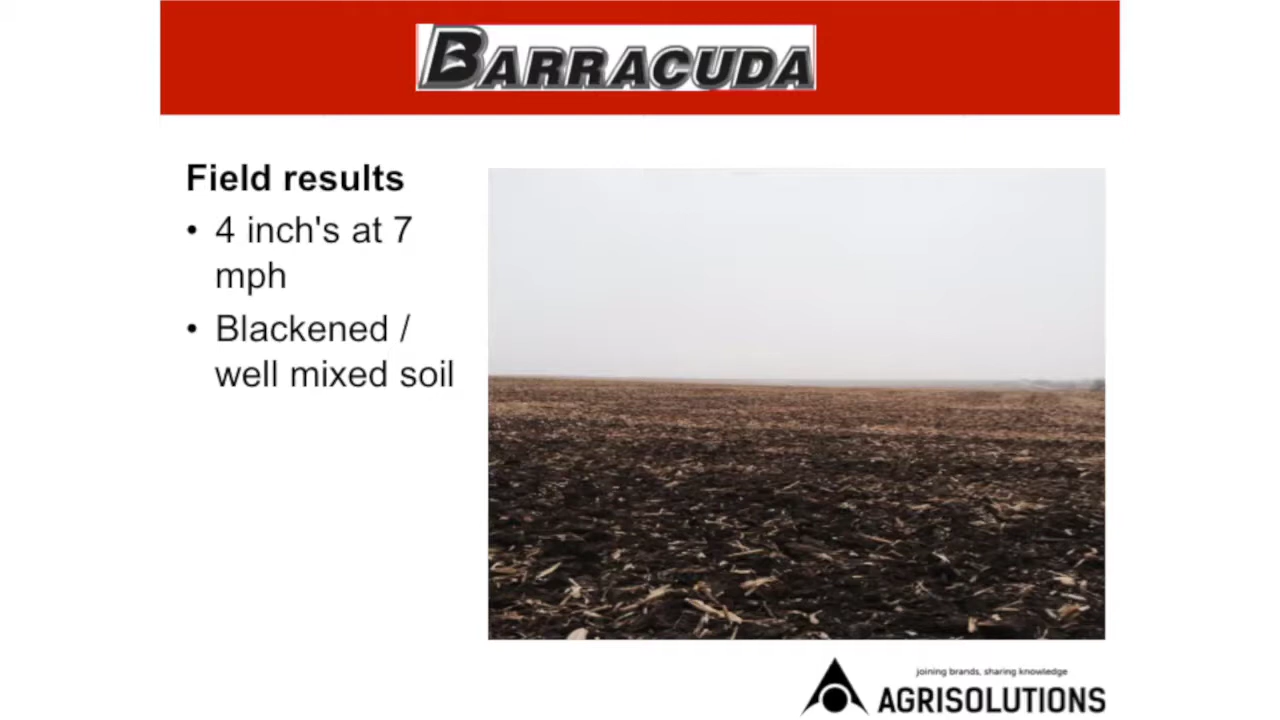 BARRACUDA
Field results
• 4 inch's at 7
mph
• Blackened /
well mixed soil
joining brands, sharing knowledge
AGRISOLUTIONS